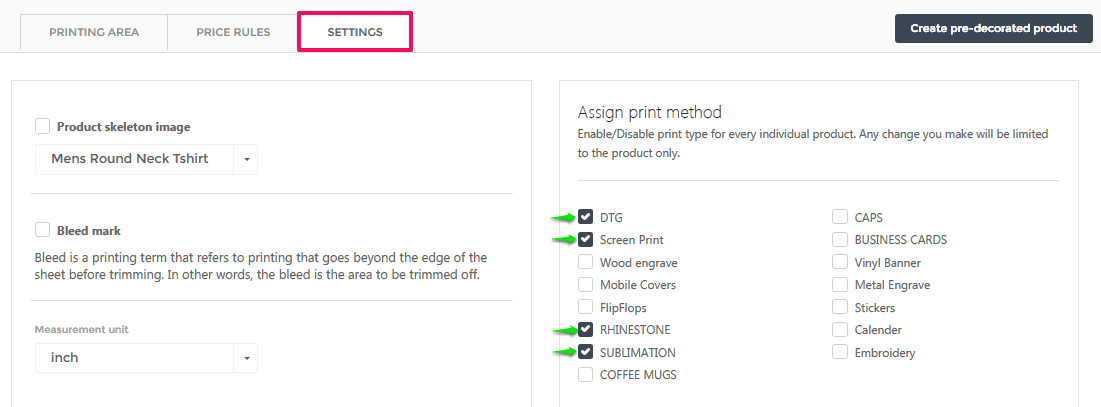 PRINTING AREA
PRICE RULES
SETTINGS
Create pre-decorated product
Product skeleton image
Mens Round Neck Tshirt
Bleed mark
Bleed is a printing term that refers to printing that goes beyond the edge of the
sheet before trimming. In other words, the bleed is the area to be trimmed off.
Measurement unit
inch
Assign print method
Enable/Disable print type for every individual product. Any change you make will be limited
to the product only.
DTG
Screen Print
Wood engrave
Mobile Covers
FlipFlops
RHINESTONE
SUBLIMATION
COFFEE MUGS
CAPS
BUSINESS CARDS
Vinyl Banner
Metal Engrave
Stickers
Calender
Embroidery